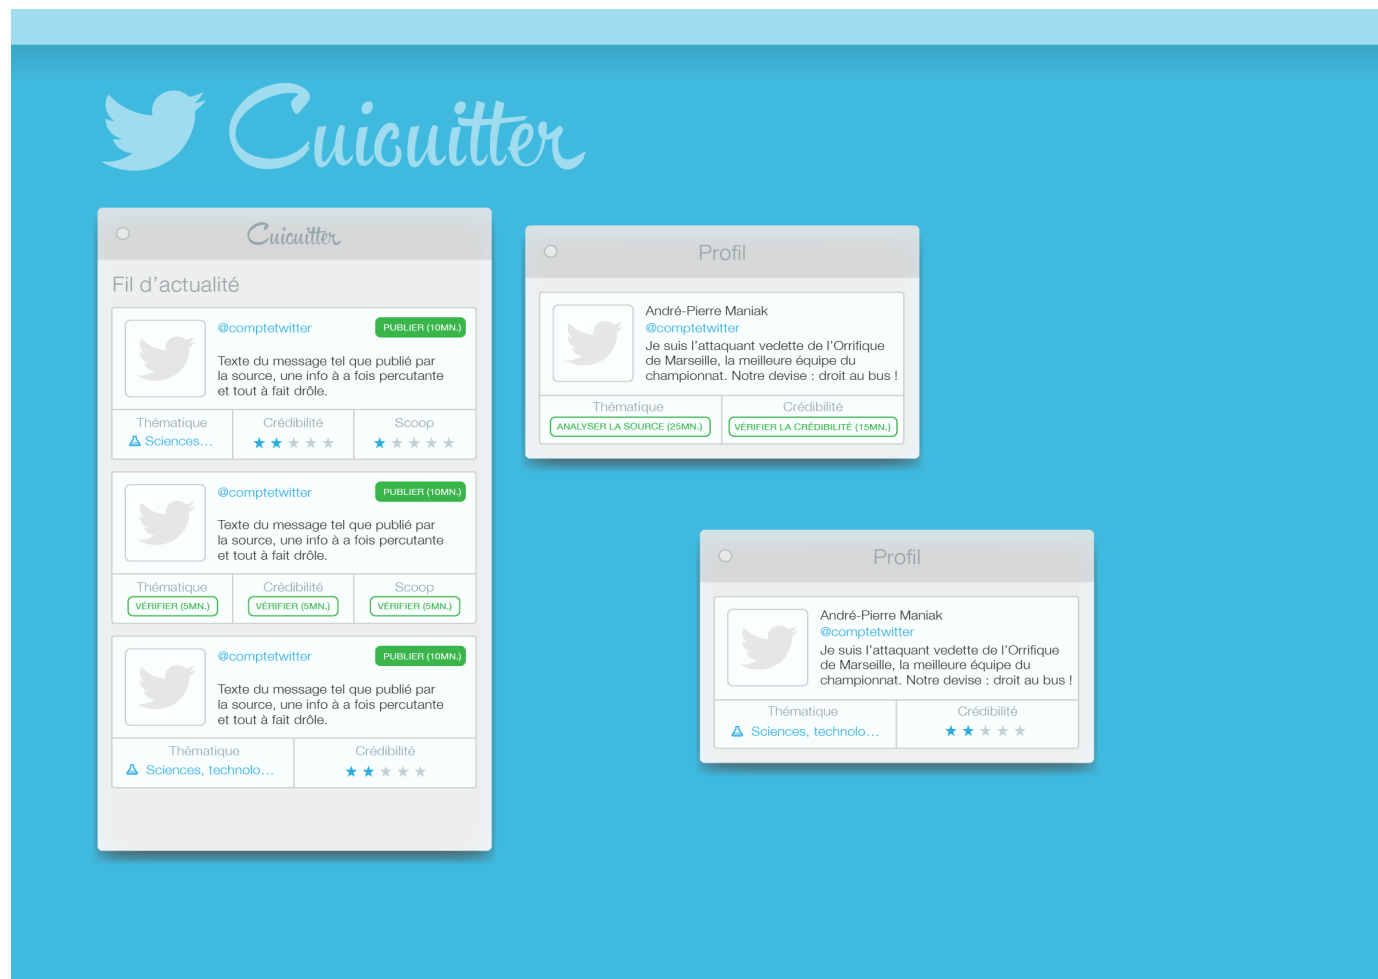 Cuicuitter
Cuicuitter
Fil d’actualité
@comptetwitter
PUBLIER (10MN.)
Texte du message tel que publié par
la source, une info à a fois percutante
et tout à fait drôle.
Thématique
Crédibilité
Scoop
Sciences...
@comptetwitter
PUBLIER (10MN.)
Texte du message tel que publié par
la source, une info à a fois percutante
et tout à fait drôle.
Thématique
Crédibilité
Scoop
VÉRIFIER (5MN.)
VÉRIFIER (5MN.)
VÉRIFIER (5MN.)
@comptetwitter
PUBLIER (10MN.)
Texte du message tel que publié par
la source, une info à a fois percutante
et tout à fait drôle.
Thématique
Crédibilité
Sciences, technolo...
Profil
André-Pierre Maniak
@comptetwitter
Je suis l’attaquant vedette de l’Orrifique
de Marseille, la meilleure équipe du
championnat. Notre devise : droit au bus !
Thématique
Crédibilité
ANALYSER LA SOURCE (25MN.)
VÉRIFIER LA CRÉDIBILITÉ (15MN.)
Profil
André-Pierre Maniak
@comptetwitter
Je suis l’attaquant vedette de l’Orrifique
de Marseille, la meilleure équipe du
championnat. Notre devise : droit au bus !
Thématique
Crédibilité
Sciences, technolo...